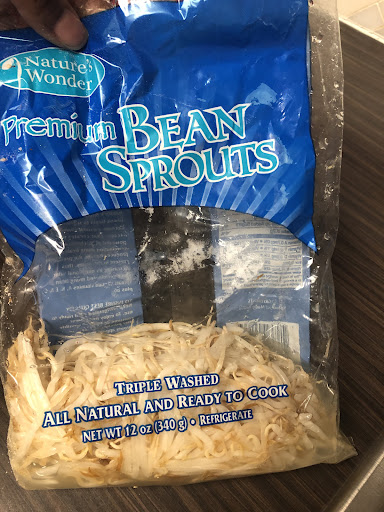 Nature's
Wonder
Premium BEAN
SPROUTS
TRIPLE WASHED
ALL NATURAL AND READY TO COOK
NET WT 12 oz (340 g) • REFRIGERATE